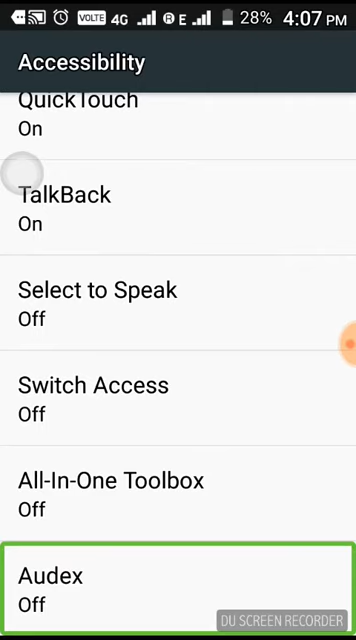 VOLTE 4G R E 28% 4:07 PM
Accessibility
QuickTouch
On
TalkBack
On
Select to Speak
Off
Switch Access
Off
All-In-One Toolbox
Off
Audex
Off
DU SCREEN RECORDER